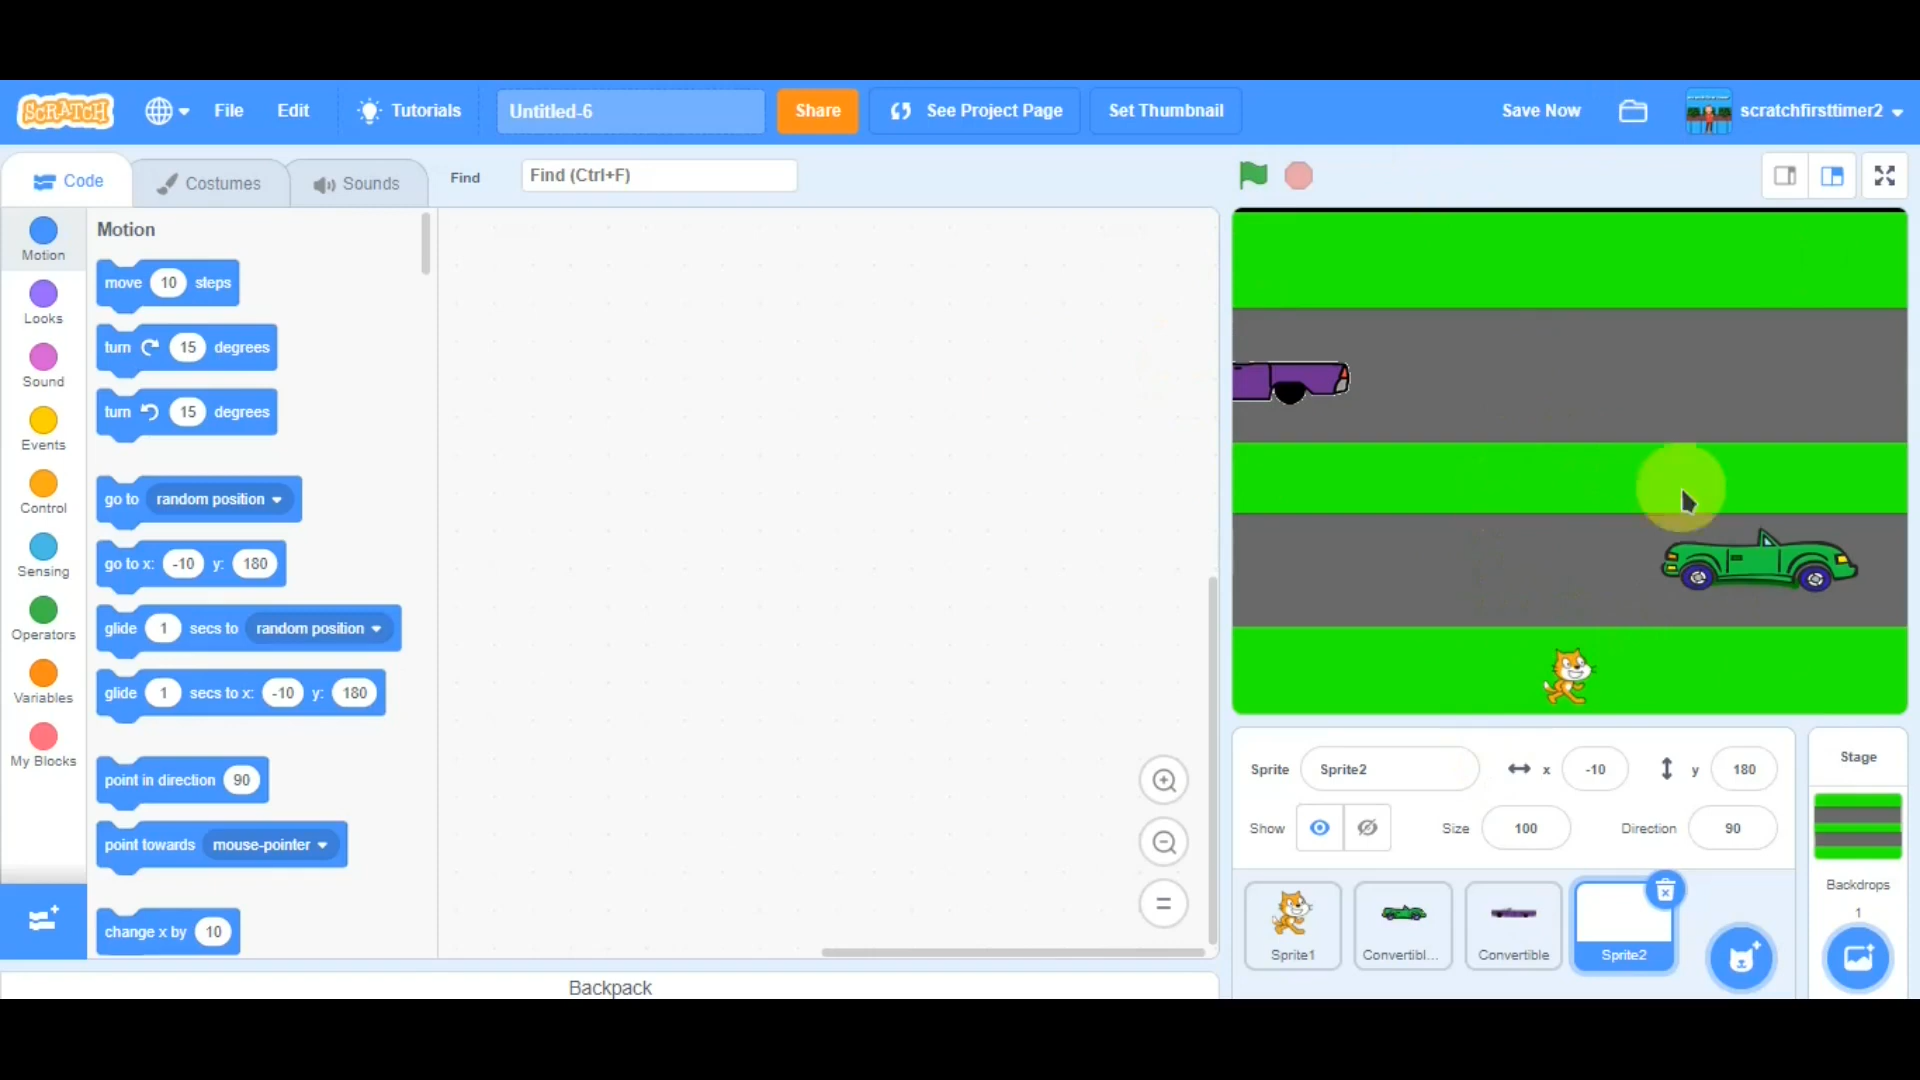 SCRATCH File Edit Tutorials Untitled-6 Share See Project Page Set Thumbnail Save Now scratchfirsttimer2
Code Costumes Sounds Find Find (Ctrl+F)
Motion
Looks
Sound
Events
Control
Sensing
Operators
Variables
My Blocks
Motion
move 10 steps
turn 15 degrees
turn 15 degrees
go to random position
go to x: -10 y: 180
glide 1 secs to random position
glide 1 secs to x: -10 y: 180
point in direction 90
point towards mouse-pointer
change x by 10
=
Backpack
Sprite Sprite2 x -10 y 180
Show Size 100 Direction 90
Sprite1 Convertibl... Convertible Sprite2
Stage
Backdrops
1